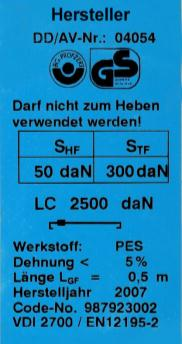 Hersteller
DD/AV-Nr.: 04054
GS
Darf nicht zum Heben
verwendet werden!
SHF STF
50 daN 300 daN
LC 2500 daN
Werkstoff: PES
Dehnung < 5%
Länge LGF = 0,5 m
Herstelljahr 2007
Code-No. 987923002
VDI 2700 / EN12195-2